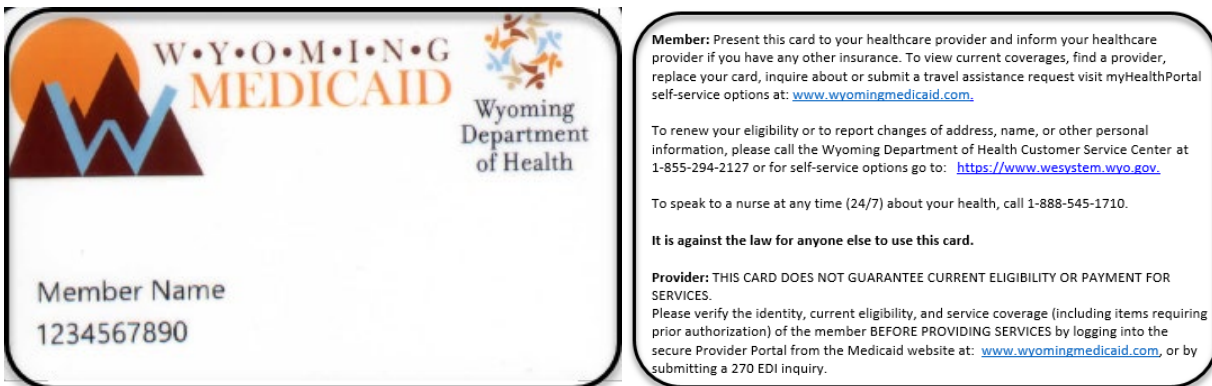 W•Y•O•M•I•N•G
MEDICAID
Wyoming
Department
of Health
Member Name
1234567890
Member: Present this card to your healthcare provider and inform your healthcare
provider if you have any other insurance. To view current coverages, find a provider,
replace your card, inquire about or submit a travel assistance request visit myHealthPortal
self-service options at: www.wyomingmedicaid.com.
To renew your eligibility or to report changes of address, name, or other personal
information, please call the Wyoming Department of Health Customer Service Center at
1-855-294-2127 or for self-service options go to: https://www.wesystem.wyo.gov.
To speak to a nurse at any time (24/7) about your health, call 1-888-545-1710.
It is against the law for anyone else to use this card.
Provider: THIS CARD DOES NOT GUARANTEE CURRENT ELIGIBILITY OR PAYMENT FOR
SERVICES.
Please verify the identity, current eligibility, and service coverage (including items requiring
prior authorization) of the member BEFORE PROVIDING SERVICES by logging into the
secure Provider Portal from the Medicaid website at: www.wyomingmedicaid.com, or by
submitting a 270 EDI inquiry.